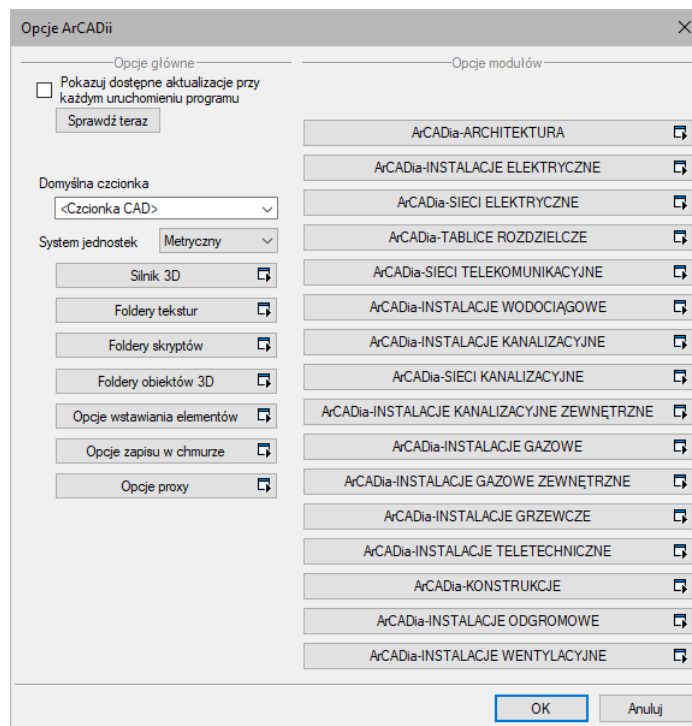 Opcje ArCADii
Opcje główne
Pokazuj dostępne aktualizacje przy
każdym uruchomieniu programu
Sprawdź teraz
Domyślna czcionka
<Czcionka CAD>
System jednostek Metryczny
Silnik 3D
Foldery tekstur
Foldery skryptów
Foldery obiektów 3D
Opcje wstawiania elementów
Opcje zapisu w chmurze
Opcje proxy
Opcje modułów
ArCADia-ARCHITEKTURA
ArCADia-INSTALACJE ELEKTRYCZNE
ArCADia-SIECI ELEKTRYCZNE
ArCADia-TABLICE ROZDZIELCZE
ArCADia-SIECI TELEKOMUNIKACYJNE
ArCADia-INSTALACJE WODOCIĄGOWE
ArCADia-INSTALACJE KANALIZACYJNE
ArCADia-SIECI KANALIZACYJNE
ArCADia-INSTALACJE KANALIZACYJNE ZEWNĘTRZNE
ArCADia-INSTALACJE GAZOWE
ArCADia-INSTALACJE GAZOWE ZEWNĘTRZNE
ArCADia-INSTALACJE GRZEWCZE
ArCADia-INSTALACJE TELETECHNICZNE
ArCADia-KONSTRUKCJE
ArCADia-INSTALACJE ODGROMOWE
ArCADia-INSTALACJE WENTYLACYJNE
OK Anuluj